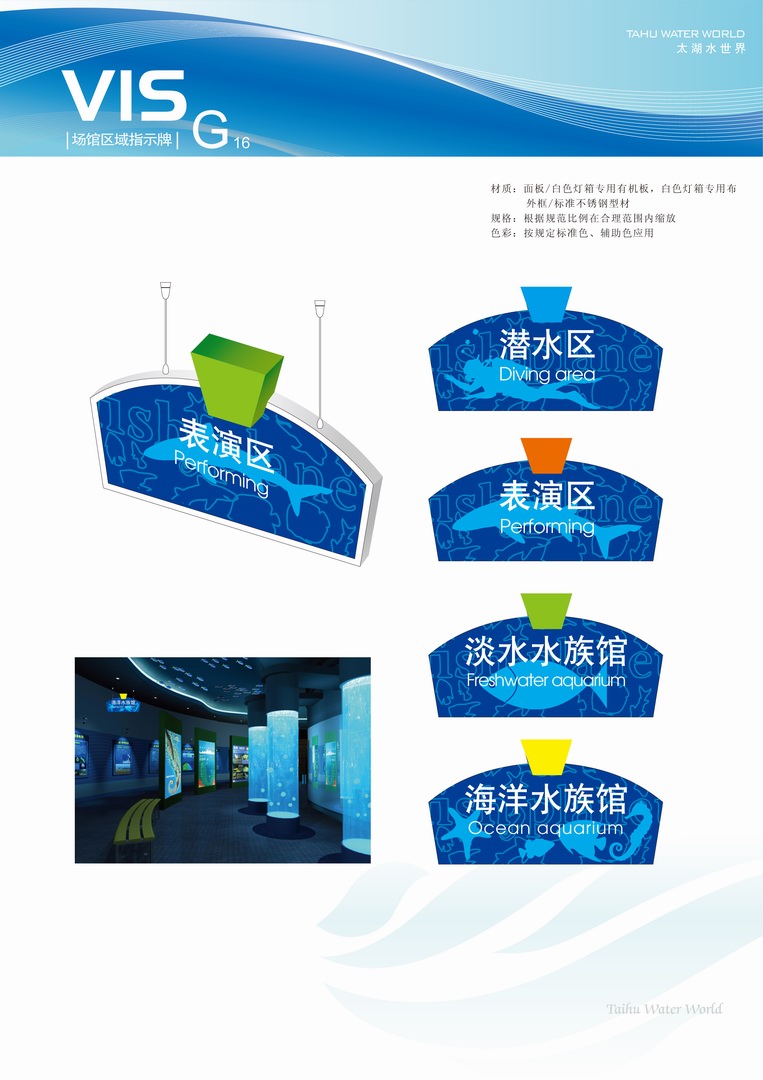 TAHU WATER WORLD
太湖水世界
VIS
场馆区域指示牌
G 16
材质：面板/白色灯箱专用有机板，白色灯箱专用布
外框/标准不锈钢型材
规格：根据规范比例在合理范围内缩放
色彩：按规定标准色、辅助色应用
表演区
Performing
潜水区
Diving area
表演区
Performing
淡水水族馆
Freshwater aquarium
海洋水族馆
海洋水族馆
Ocean aquarium
Taihu Water World